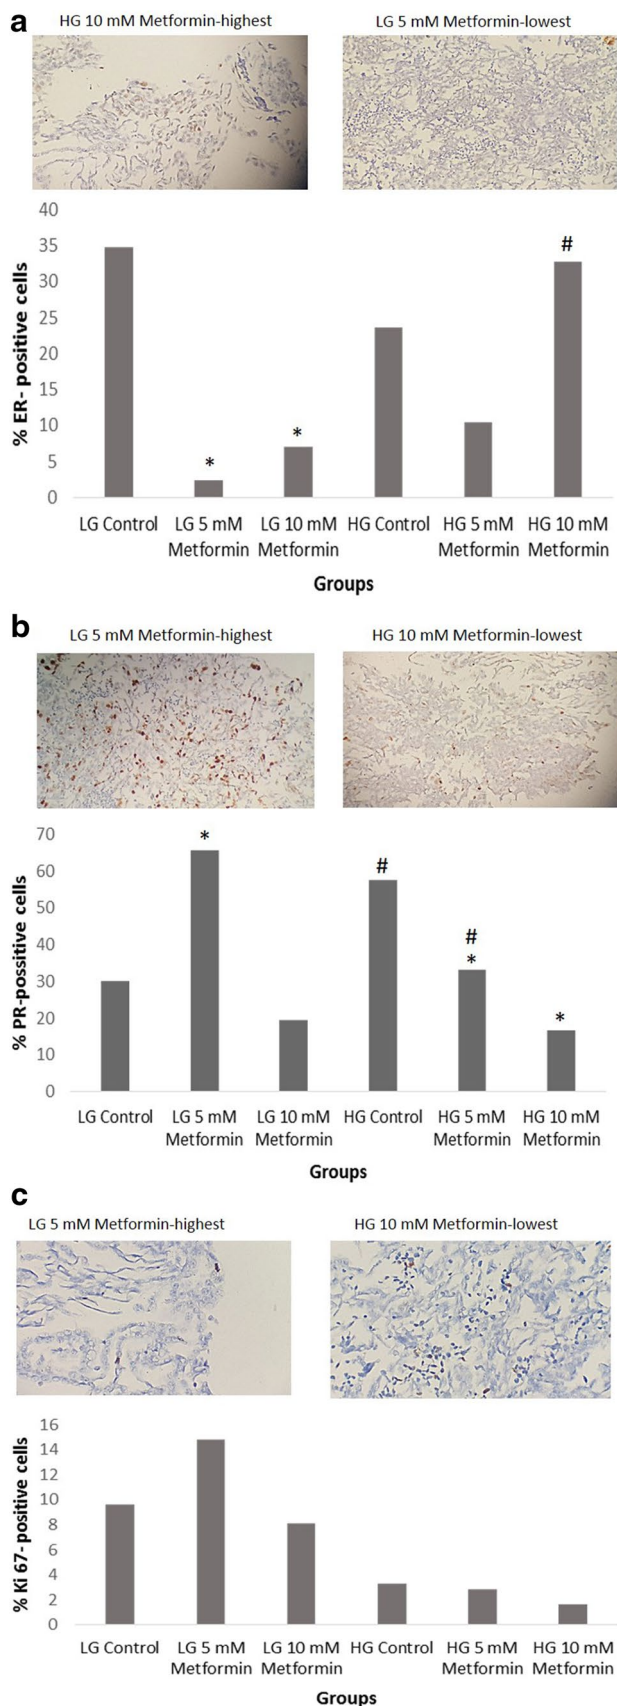 a
HG 10 mM Metformin-highest
LG 5 mM Metformin-lowest
% ER- positive cells
40
35
30
25
20
15
10
5
0
*
*
#
LG Control
LG 5 mM
Metformin
LG 10 mM
Metformin
HG Control
HG 5 mM
Metformin
HG 10 mM
Metformin
Groups
b
LG 5 mM Metformin-highest
HG 10 mM Metformin-lowest
% PR-possitive cells
70
60
50
40
30
20
10
0
*
#
#
*
*
LG Control
LG 5 mM
Metformin
LG 10 mM
Metformin
HG Control
HG 5 mM
Metformin
HG 10 mM
Metformin
Groups
c
LG 5 mM Metformin-highest
HG 10 mM Metformin-lowest
% Ki 67- positive cells
16
14
12
10
8
6
4
2
0
LG Control
LG 5 mM
Metformin
LG 10 mM
Metformin
HG Control
HG 5 mM
Metformin
HG 10 mM
Metformin
Groups